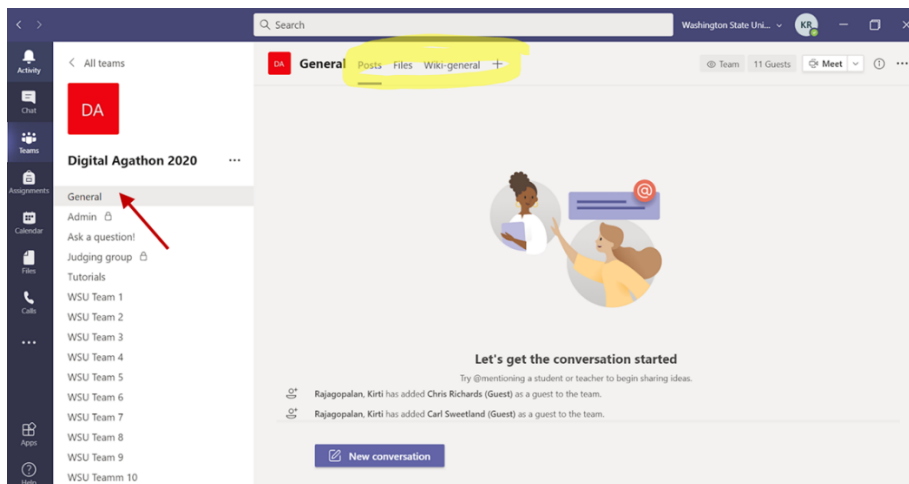 Search
Washington State Uni...
KR
Activity
Chat
Teams
Assignments
Calendar
Files
Calls
Apps
Help
All teams
DA
Digital Agathon 2020
General
Admin
Ask a question!
Judging group
Tutorials
WSU Team 1
WSU Team 2
WSU Team 3
WSU Team 4
WSU Team 5
WSU Team 6
WSU Team 7
WSU Team 8
WSU Team 9
WSU Teamm 10
DA General Posts Files Wiki-general +
Team 11 Guests Meet
@
Let's get the conversation started
Try @mentioning a student or teacher to begin sharing ideas.
Rajagopalan, Kirti has added Chris Richards (Guest) as a guest to the team.
Rajagopalan, Kirti has added Carl Sweetland (Guest) as a guest to the team.
New conversation